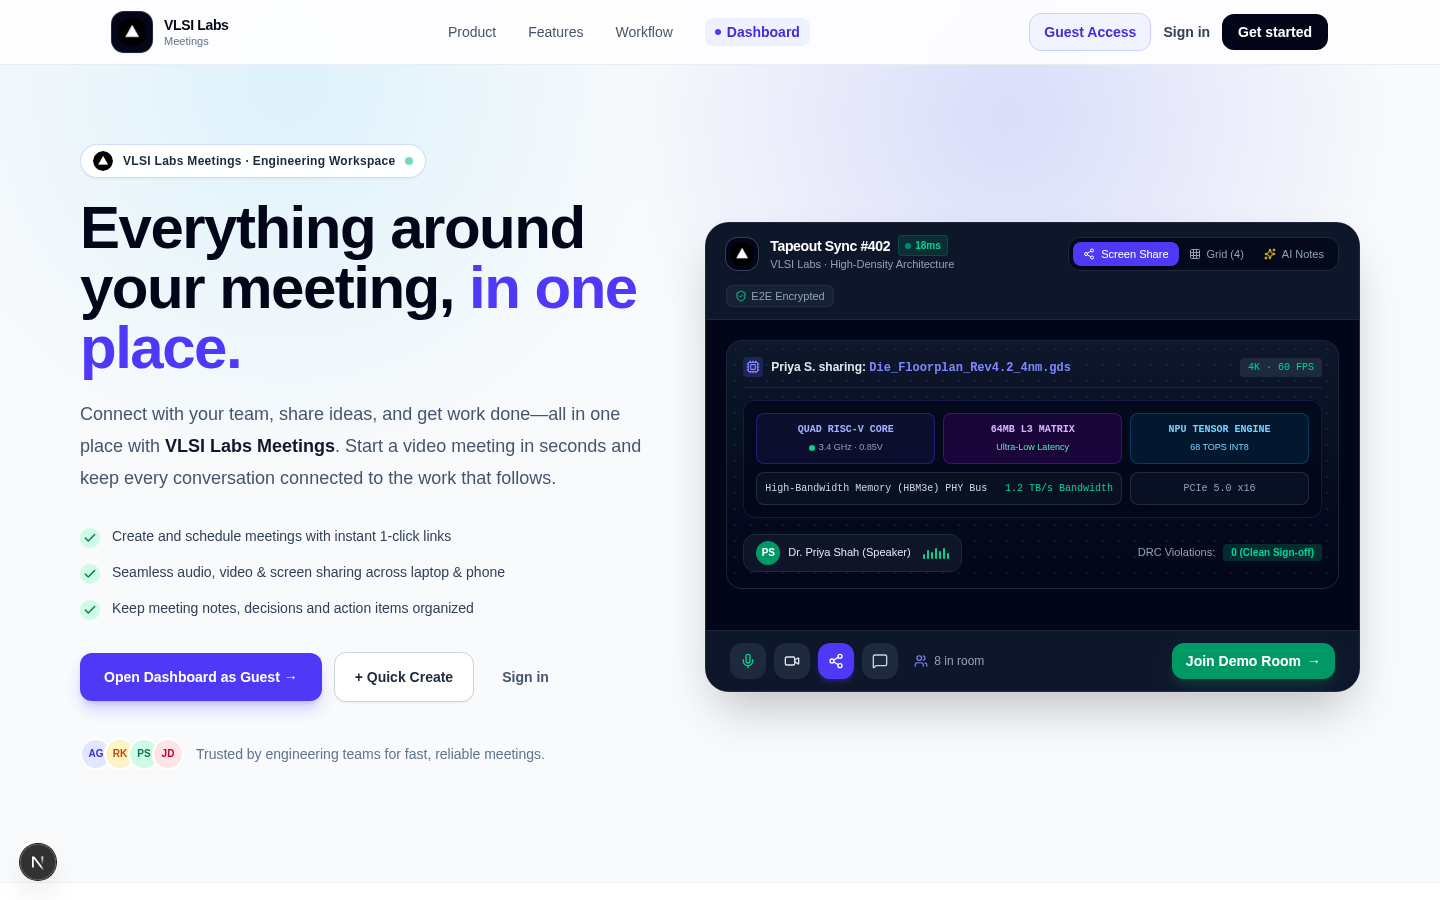 VLSI Labs
Meetings
Product
Features
Workflow
Dashboard
Guest Access
Sign in
Get started
VLSI Labs Meetings · Engineering Workspace
Everything around
your meeting, in one
place.
Connect with your team, share ideas, and get work done—all in one
place with VLSI Labs Meetings. Start a video meeting in seconds and
keep every conversation connected to the work that follows.
Create and schedule meetings with instant 1-click links
Seamless audio, video & screen sharing across laptop & phone
Keep meeting notes, decisions and action items organized
Open Dashboard as Guest →
+ Quick Create
Sign in
AG RK PS JD
Trusted by engineering teams for fast, reliable meetings.
Tapeout Sync #402
18ms
VLSI Labs · High-Density Architecture
Screen Share
Grid (4)
AI Notes
E2E Encrypted
Priya S. sharing: Die_Floorplan_Rev4.2_4nm.gds
4K · 60 FPS
QUAD RISC-V CORE
3.4 GHz · 0.85V
64MB L3 MATRIX
Ultra-Low Latency
NPU TENSOR ENGINE
68 TOPS INT8
High-Bandwidth Memory (HBM3e) PHY Bus
1.2 TB/s Bandwidth
PCIe 5.0 x16
PS
Dr. Priya Shah (Speaker)
DRC Violations:
0 (Clean Sign-off)
8 in room
Join Demo Room →
N